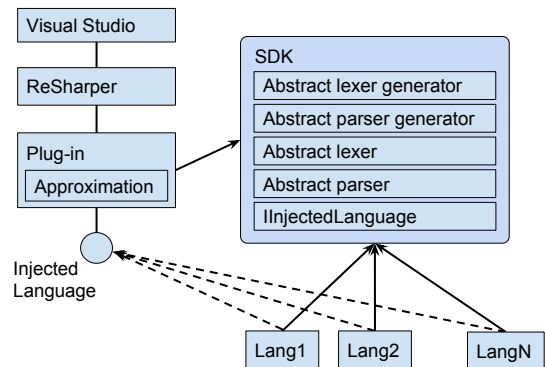 Visual Studio
ReSharper
Plug-in
Approximation
Injected
Language
SDK
Abstract lexer generator
Abstract parser generator
Abstract lexer
Abstract parser
IInjectedLanguage
Lang1
Lang2
LangN